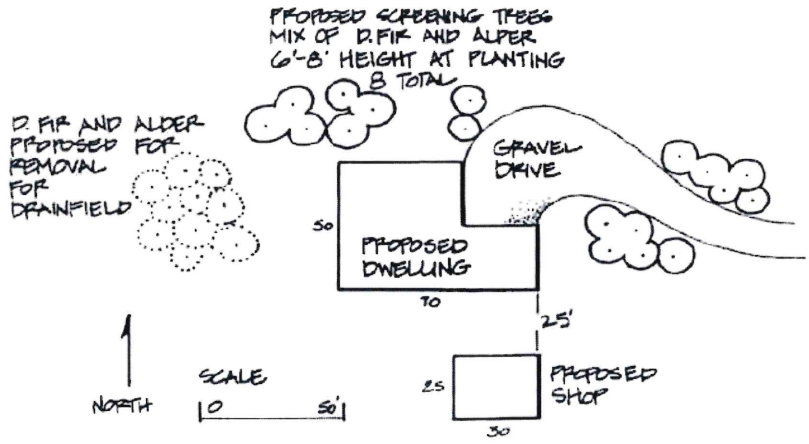 PROPOSED SCREENING TREES
MIX OF D.FIR AND ALDER
6'-8' HEIGHT AT PLANTING
8 TOTAL
D. FIR AND ALDER
PROPOSED FOR
REMOVAL
FOR
DRAINFIELD
GRAVEL
DRIVE
50
PROPOSED
DWELLING
70
25'
NORTH
SCALE
0 50'
25
30
PROPOSED
SHOP